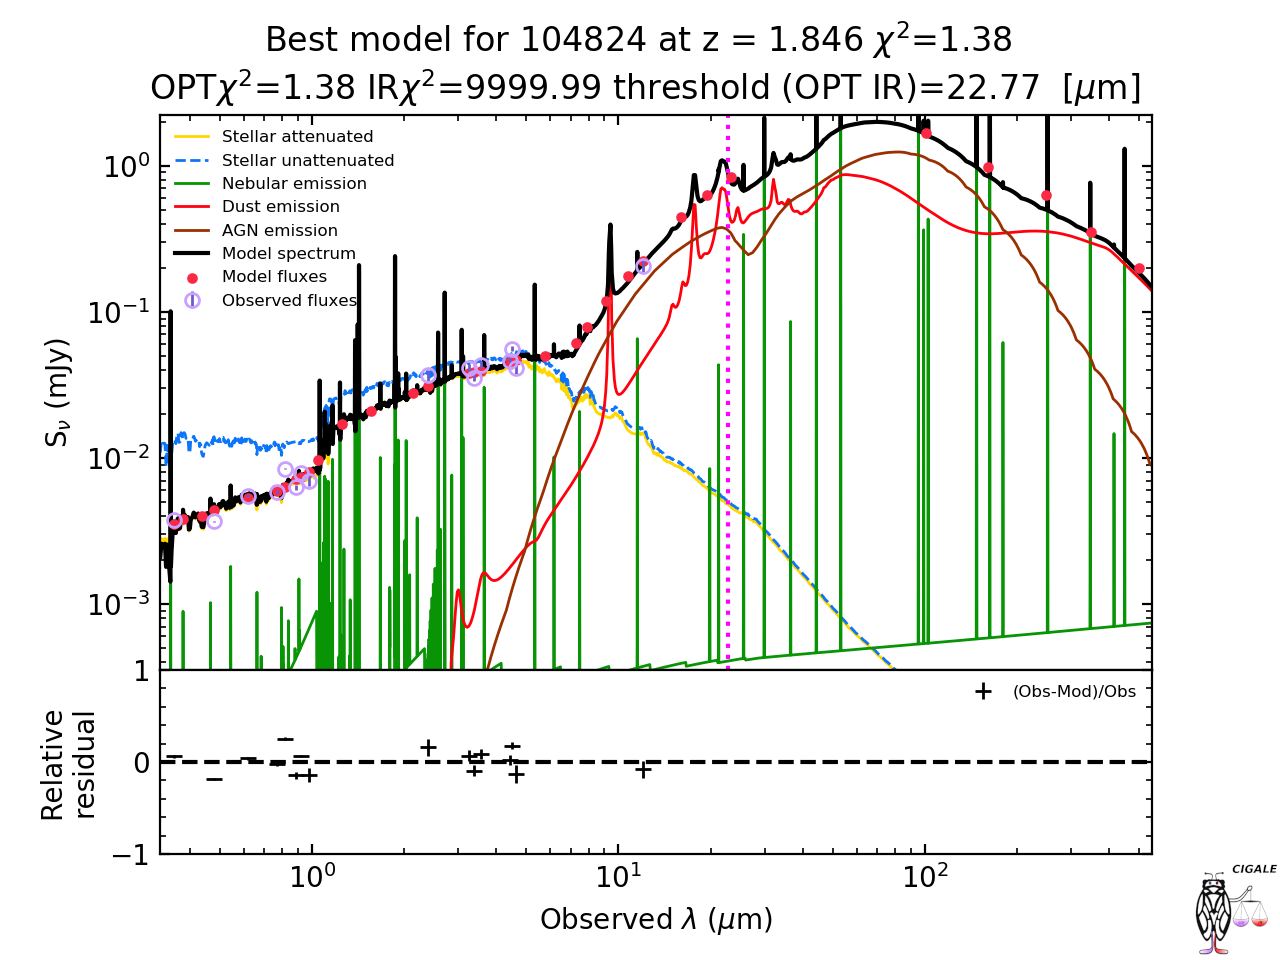 Best model for 104824 at z = 1.846 χ²=1.38
OPTχ²=1.38 IRχ²=9999.99 threshold (OPT IR)=22.77 [μm]
Stellar attenuated
Stellar unattenuated
Nebular emission
Dust emission
AGN emission
Model spectrum
Model fluxes
Observed fluxes
10⁰
10⁻¹
10⁻²
10⁻³
Sν (mJy)
1
0
−1
Relative
residual
(Obs-Mod)/Obs
10⁰ 10¹ 10²
Observed λ (μm)
CIGALE